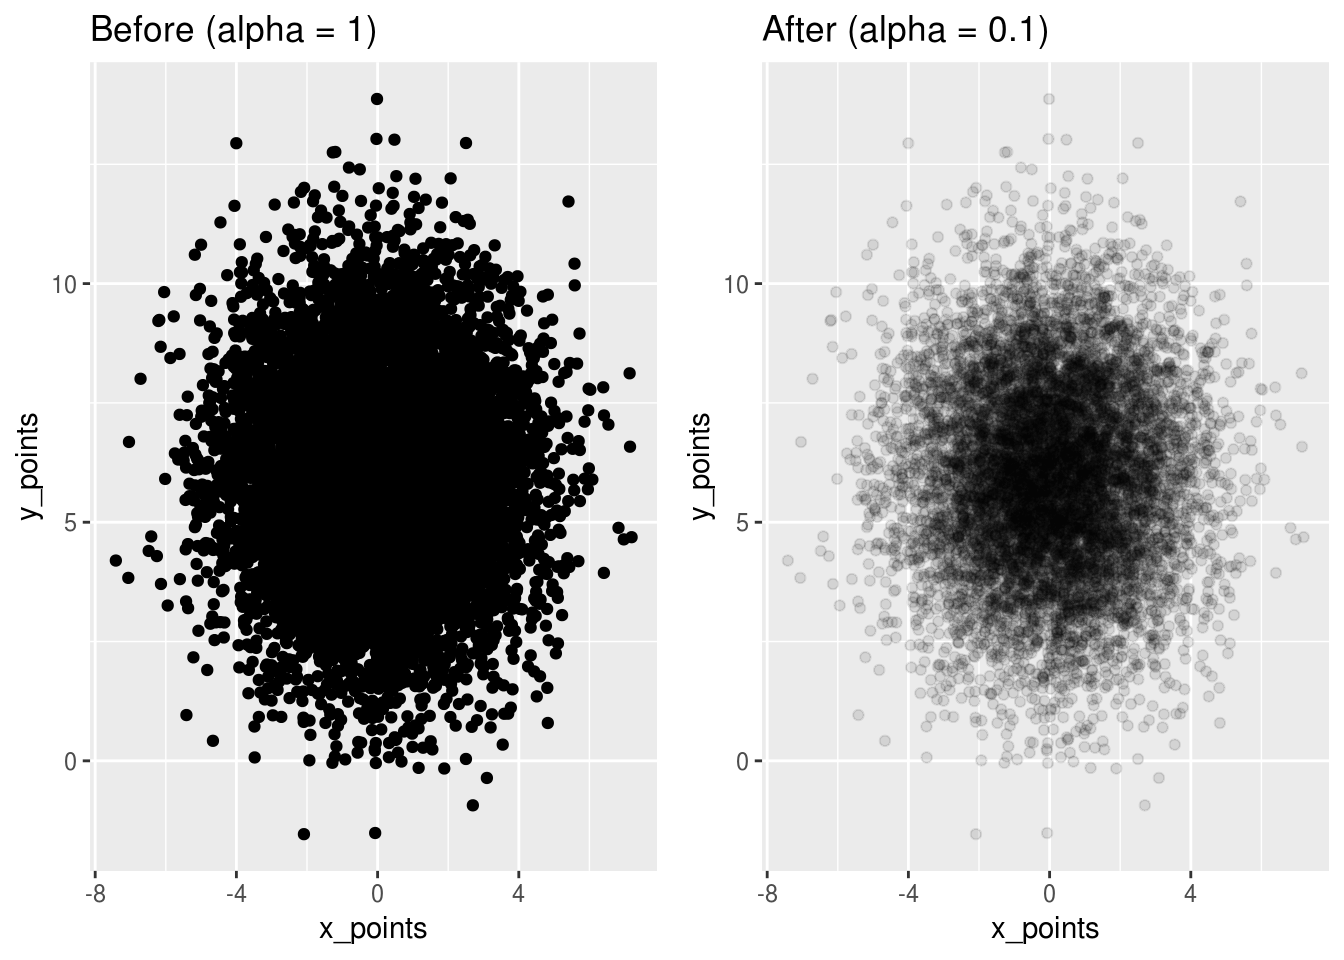 Before (alpha = 1)
y_points
10
5
0
-8 -4 0 4
x_points
After (alpha = 0.1)
y_points
10
5
0
-8 -4 0 4
x_points